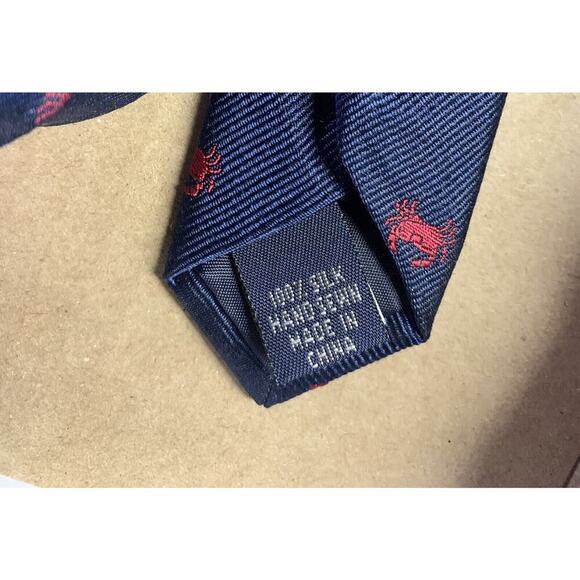 100% SILK
HAND SEWN
MADE IN
CHINA